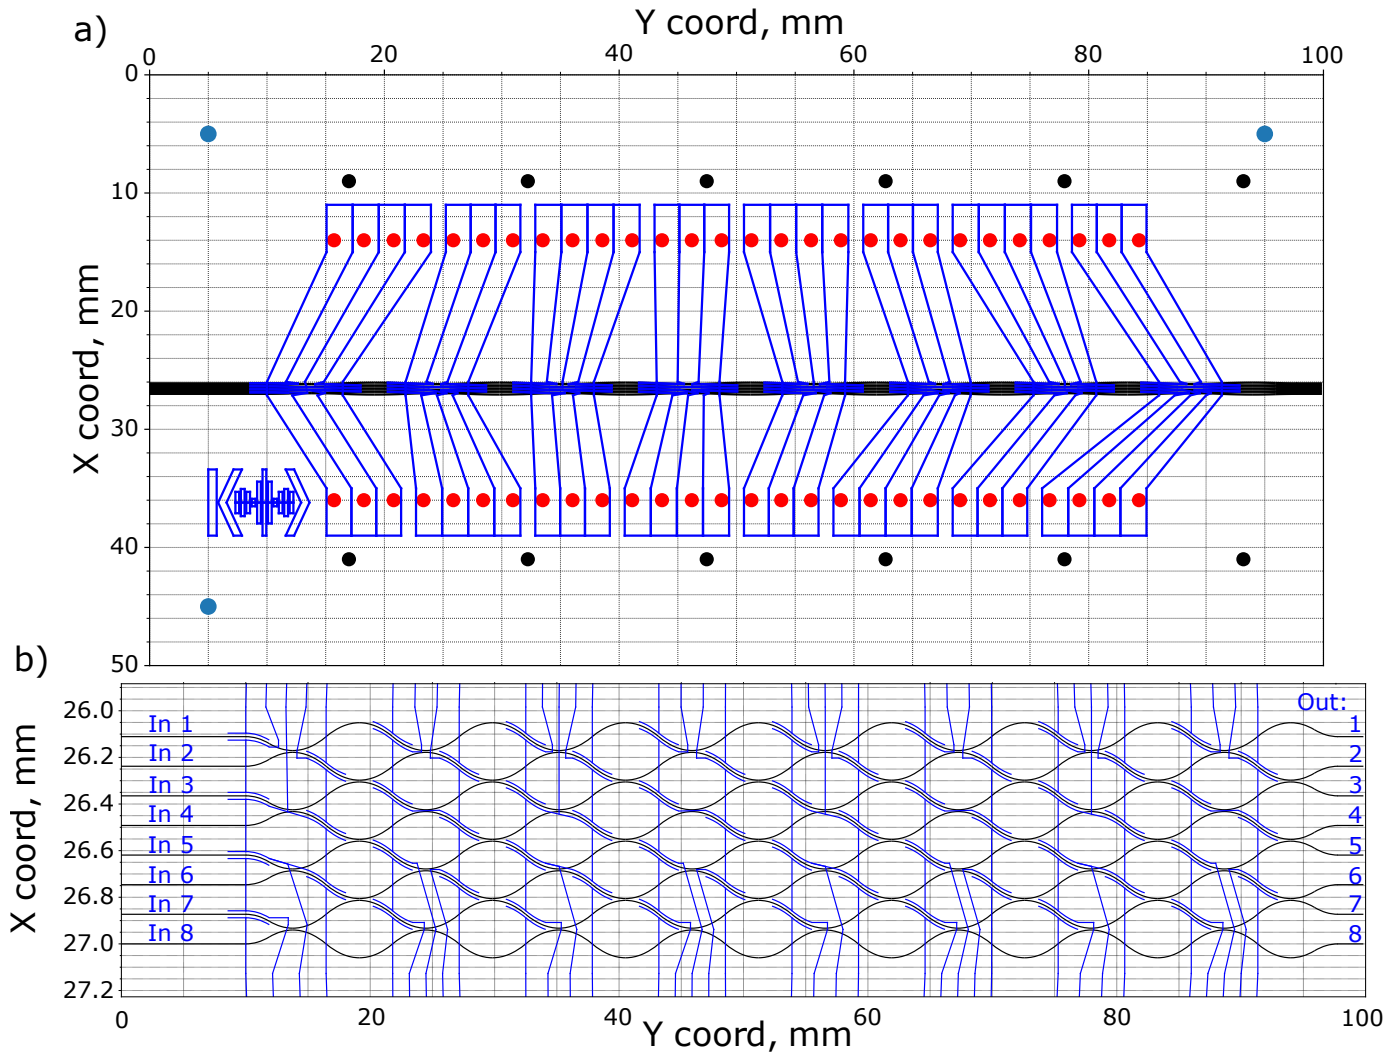 a)
Y coord, mm
0 20 40 60 80 100
0
10
20
30
40
50
X coord, mm
b)
26.0
26.2
26.4
26.6
26.8
27.0
27.2
X coord, mm
In 1
In 2
In 3
In 4
In 5
In 6
In 7
In 8
Out:
1
2
3
4
5
6
7
8
0 20 40 60 80 100
Y coord, mm